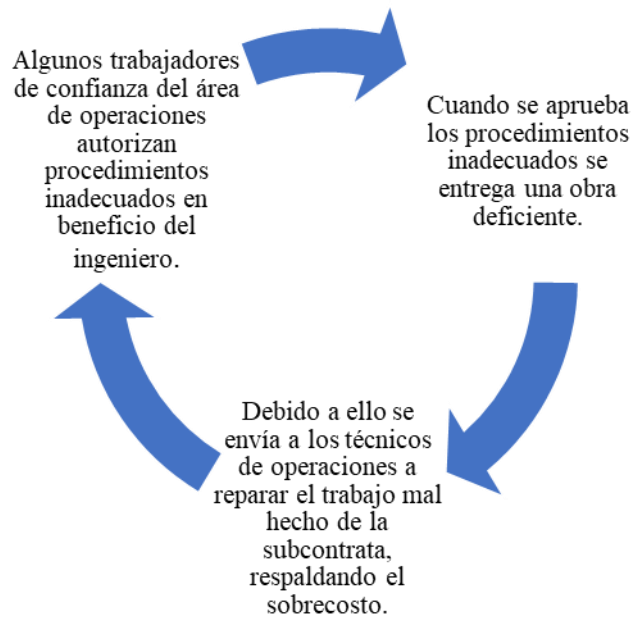 Algunos trabajadores
de confianza del área
de operaciones
autorizan
procedimientos
inadecuados en
beneficio del
ingeniero.
Cuando se aprueba
los procedimientos
inadecuados se
entrega una obra
deficiente.
Debido a ello se
envía a los técnicos
de operaciones a
reparar el trabajo mal
hecho de la
subcontrata,
respaldando el
sobrecosto.